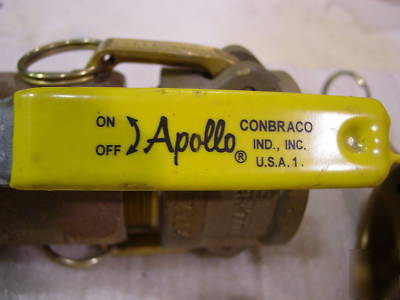 ON
OFF
Apollo®
CONBRACO
IND., INC.
U.S.A. 1.